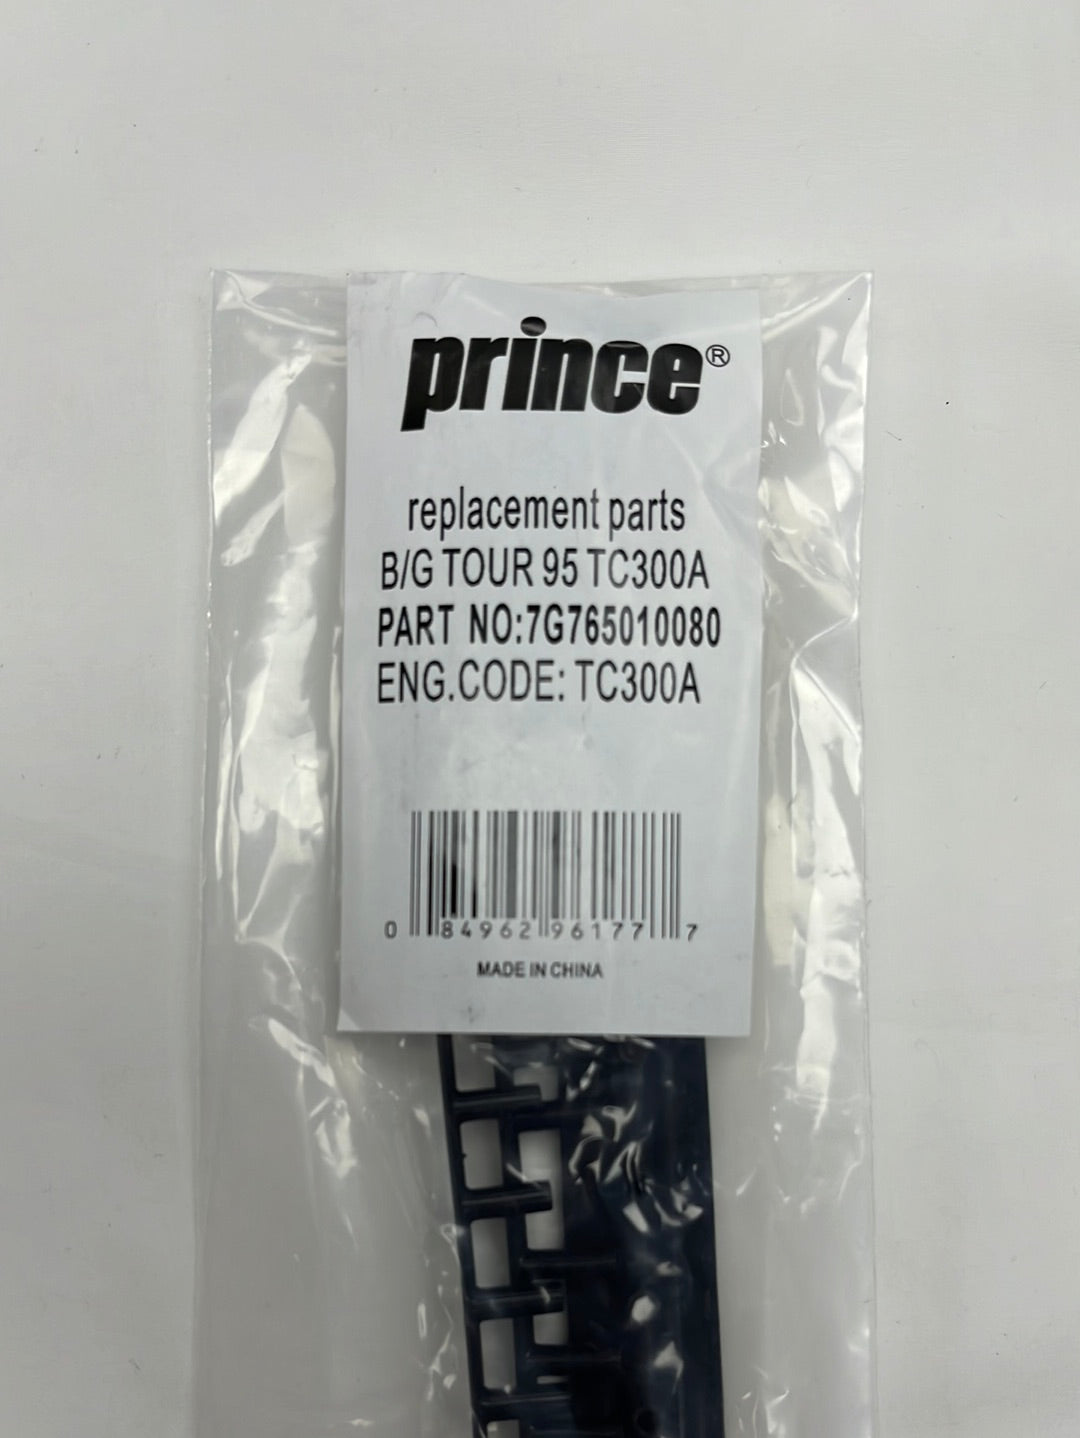 prince®
replacement parts
B/G TOUR 95 TC300A
PART NO:7G765010080
ENG.CODE: TC300A
0 84962 96177 7
MADE IN CHINA